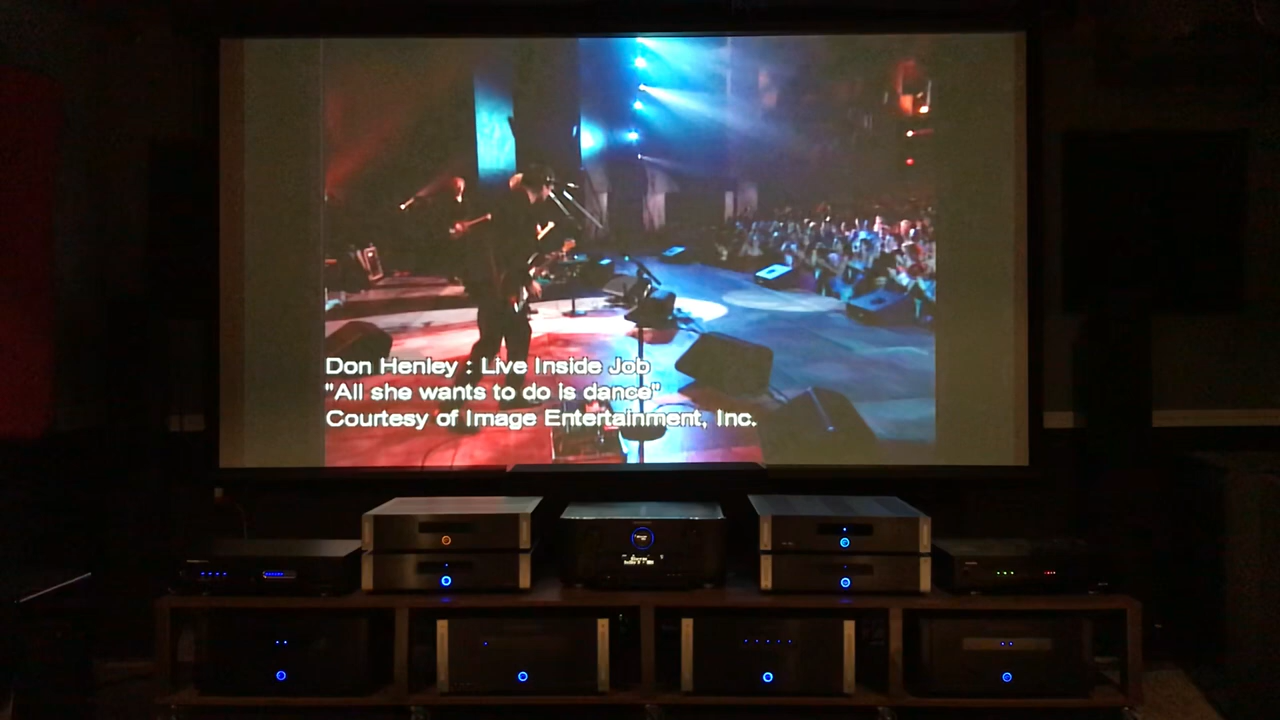 Don Henley : Live Inside Job
"All she wants to do is dance"
Courtesy of Image Entertainment, Inc.